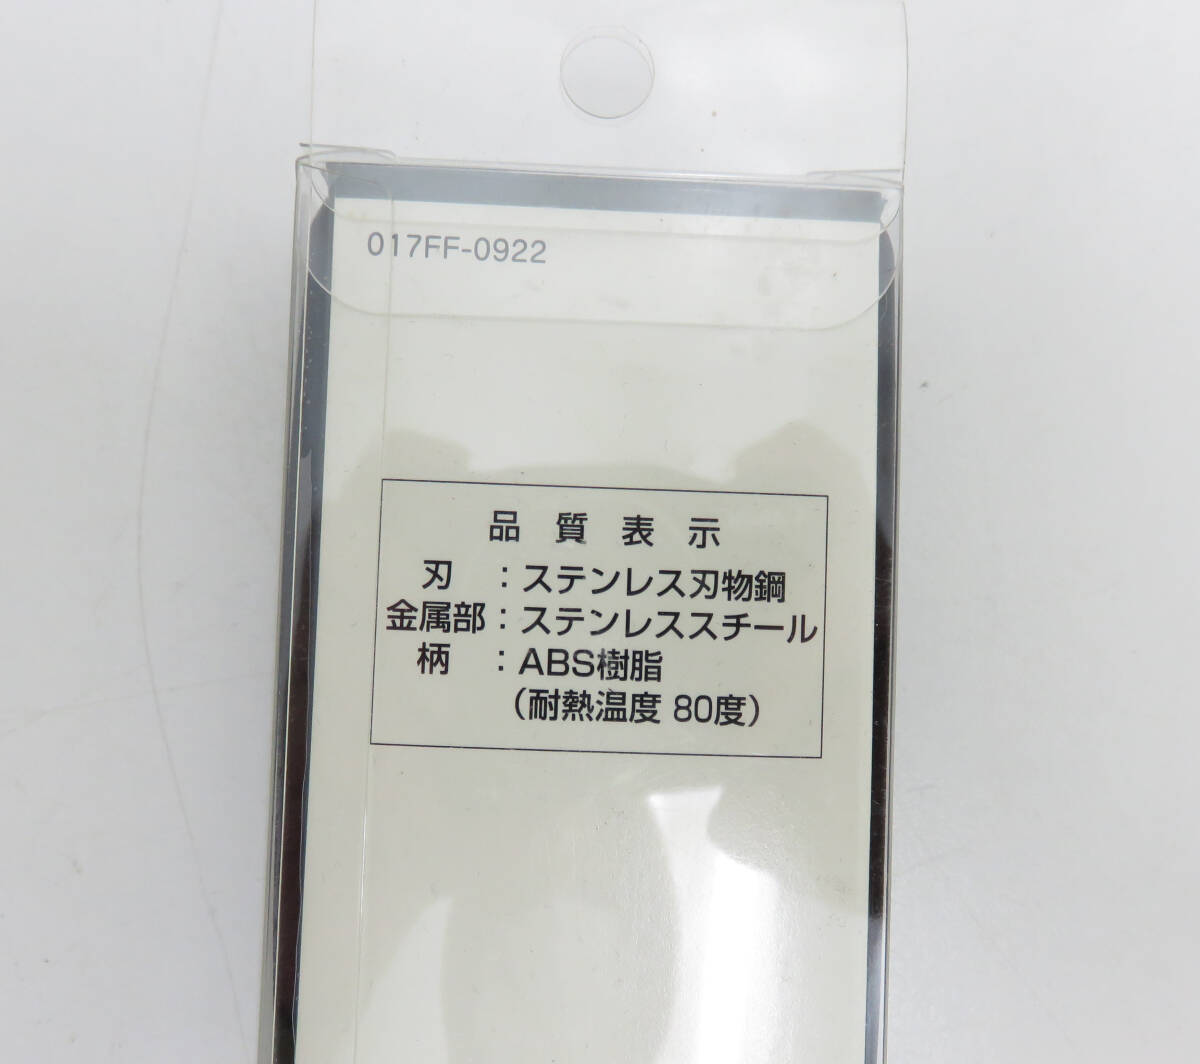 017FF-0922
品質表示
刃 : ステンレス刃物鋼
金属部 : ステンレススチール
柄 : ABS樹脂
(耐熱温度 80度)